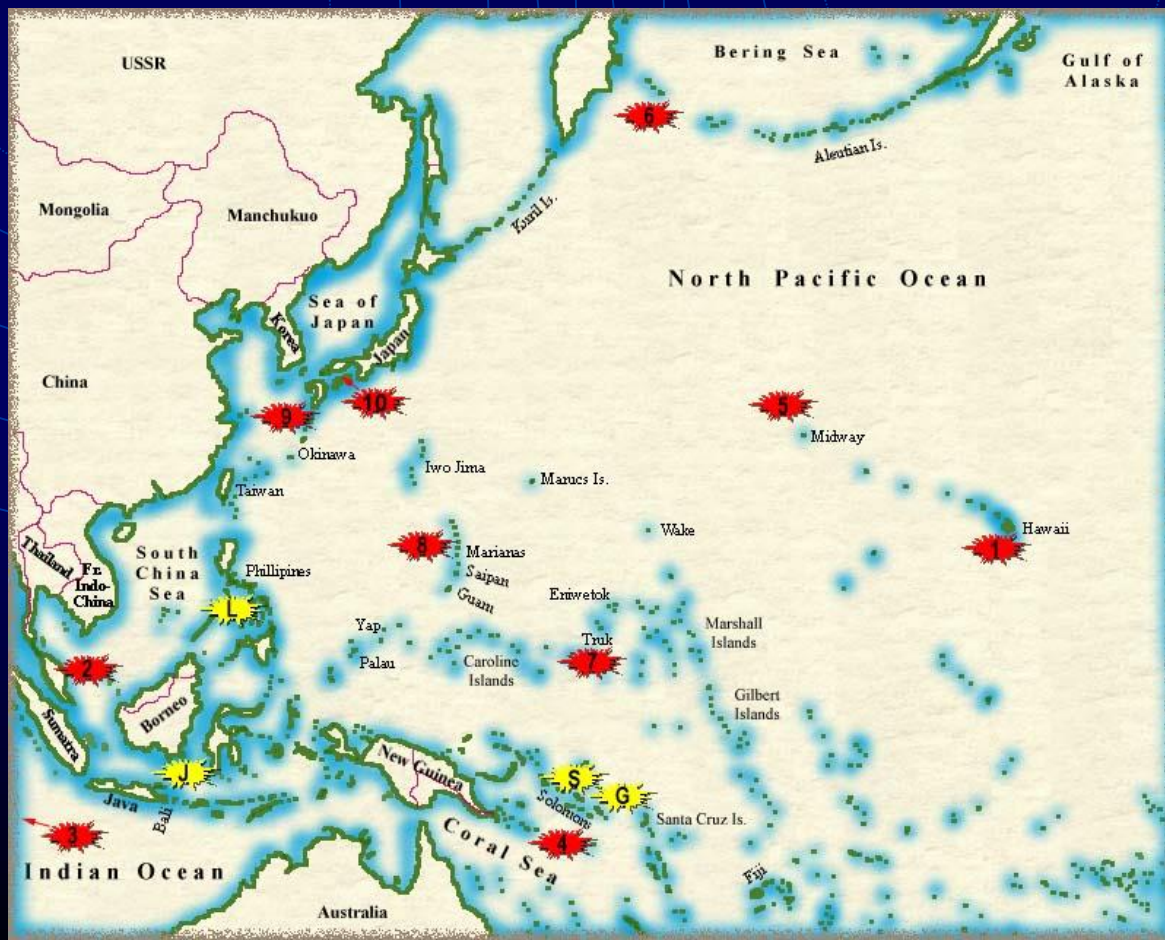 Bering Sea
Gulf of
Alaska
USSR
6
Aleutian Is.
Mongolia
Manchukuo
Kuril Is.
North Pacific Ocean
Sea of
Japan
Korea
Japan
China
9
10
5
Midway
Okinawa
Iwo Jima
Marucs Is.
Taiwan
Wake
Hawaii
1
8
Marianas
Saipan
Guam
Thailand
Fr.
Indo-
China
South
China
Sea
Phillipines
L
Eniwetok
Yap
Truk
Marshall
Islands
2
Palau
Caroline
Islands
7
Gilbert
Islands
Borneo
Sumatra
J
New Guinea
S
G
Solomons
Java
Bali
Santa Cruz Is.
3
Coral Sea
4
Indian Ocean
Fiji
Australia